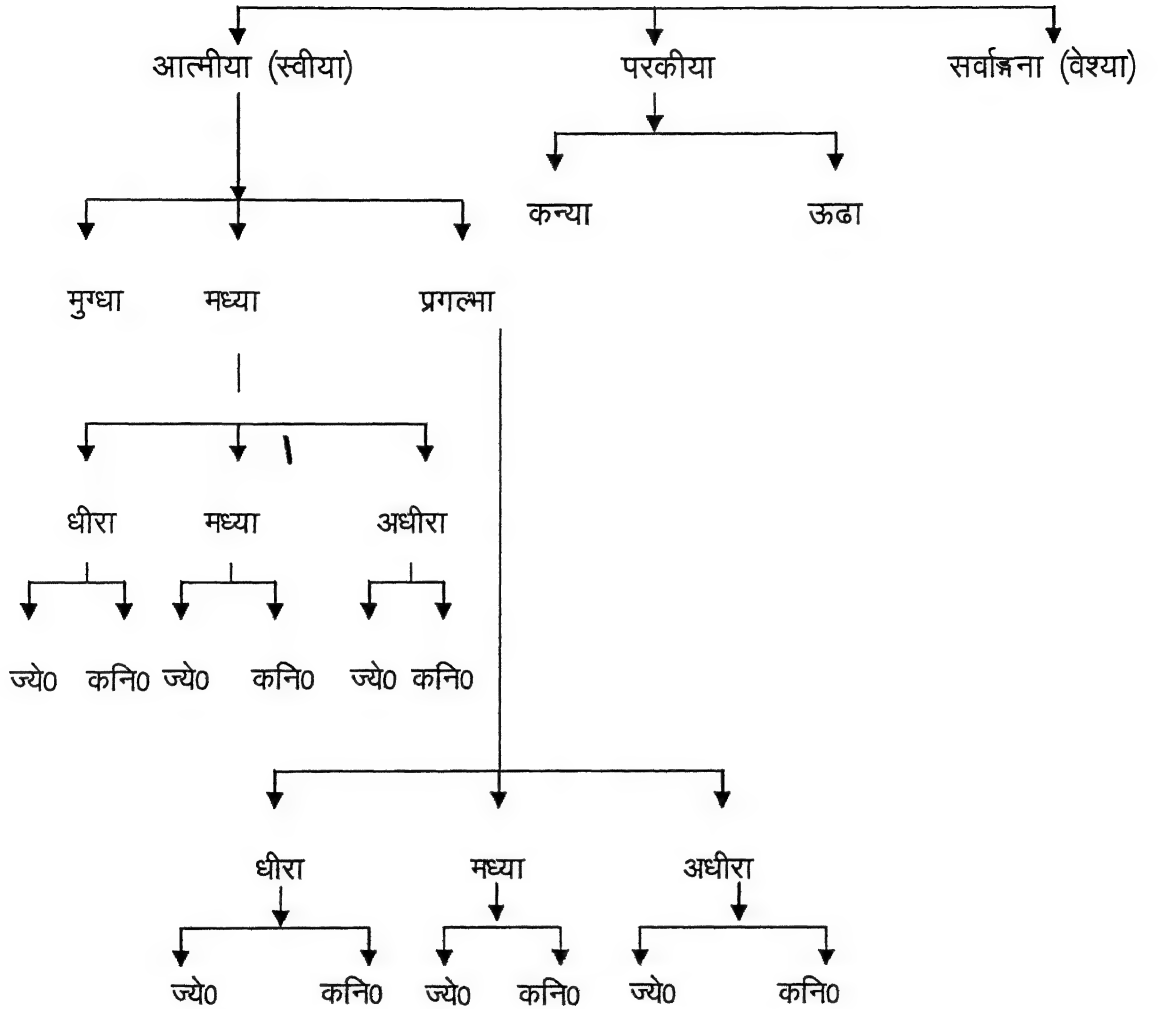 आत्मीया (स्वीया) परकीया सर्वाङ्गना (वेश्या)
कन्या ऊढा
मुग्धा मध्या प्रगल्भा
धीरा मध्या अधीरा
ज्ये0 कनि0 ज्ये0 कनि0 ज्ये0 कनि0
धीरा मध्या अधीरा
ज्ये0 कनि0 ज्ये0 कनि0 ज्ये0 कनि0